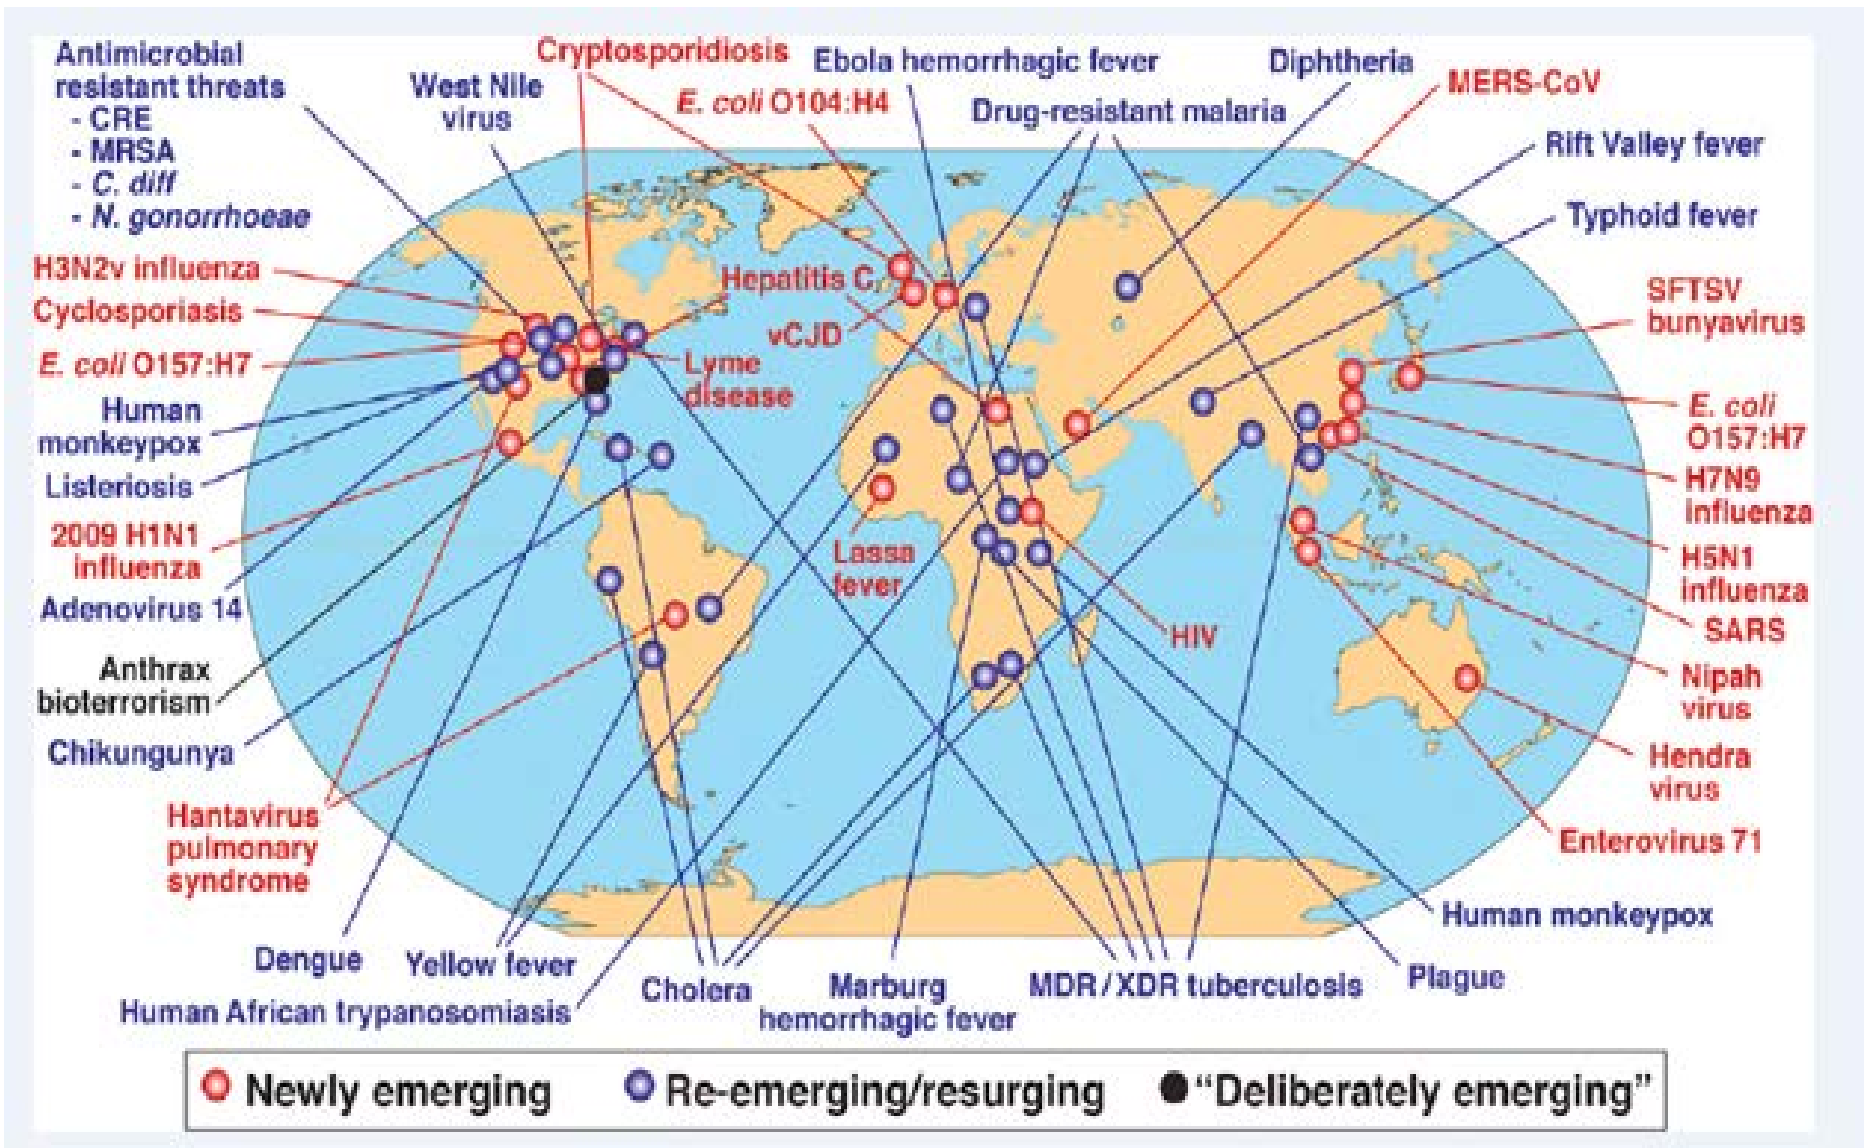 Antimicrobial
resistant threats
- CRE
- MRSA
- C. diff
- N. gonorrhoeae
West Nile
virus
Cryptosporidiosis
E. coli O104:H4
Ebola hemorrhagic fever
Drug-resistant malaria
Diphtheria
MERS-CoV
Rift Valley fever
Typhoid fever
H3N2v influenza
Cyclosporiasis
E. coli O157:H7
Human
monkeypox
Listeriosis
2009 H1N1
influenza
Adenovirus 14
Anthrax
bioterrorism
Chikungunya
Hantavirus
pulmonary
syndrome
Hepatitis C
vCJD
Lyme
disease
Lassa
fever
HIV
SFTSV
bunyavirus
E. coli
O157:H7
H7N9
influenza
H5N1
influenza
SARS
Nipah
virus
Hendra
virus
Enterovirus 71
Human monkeypox
Plague
Dengue
Yellow fever
Human African trypanosomiasis
Cholera
Marburg
hemorrhagic fever
MDR/XDR tuberculosis
Newly emerging
Re-emerging/resurging
“Deliberately emerging”